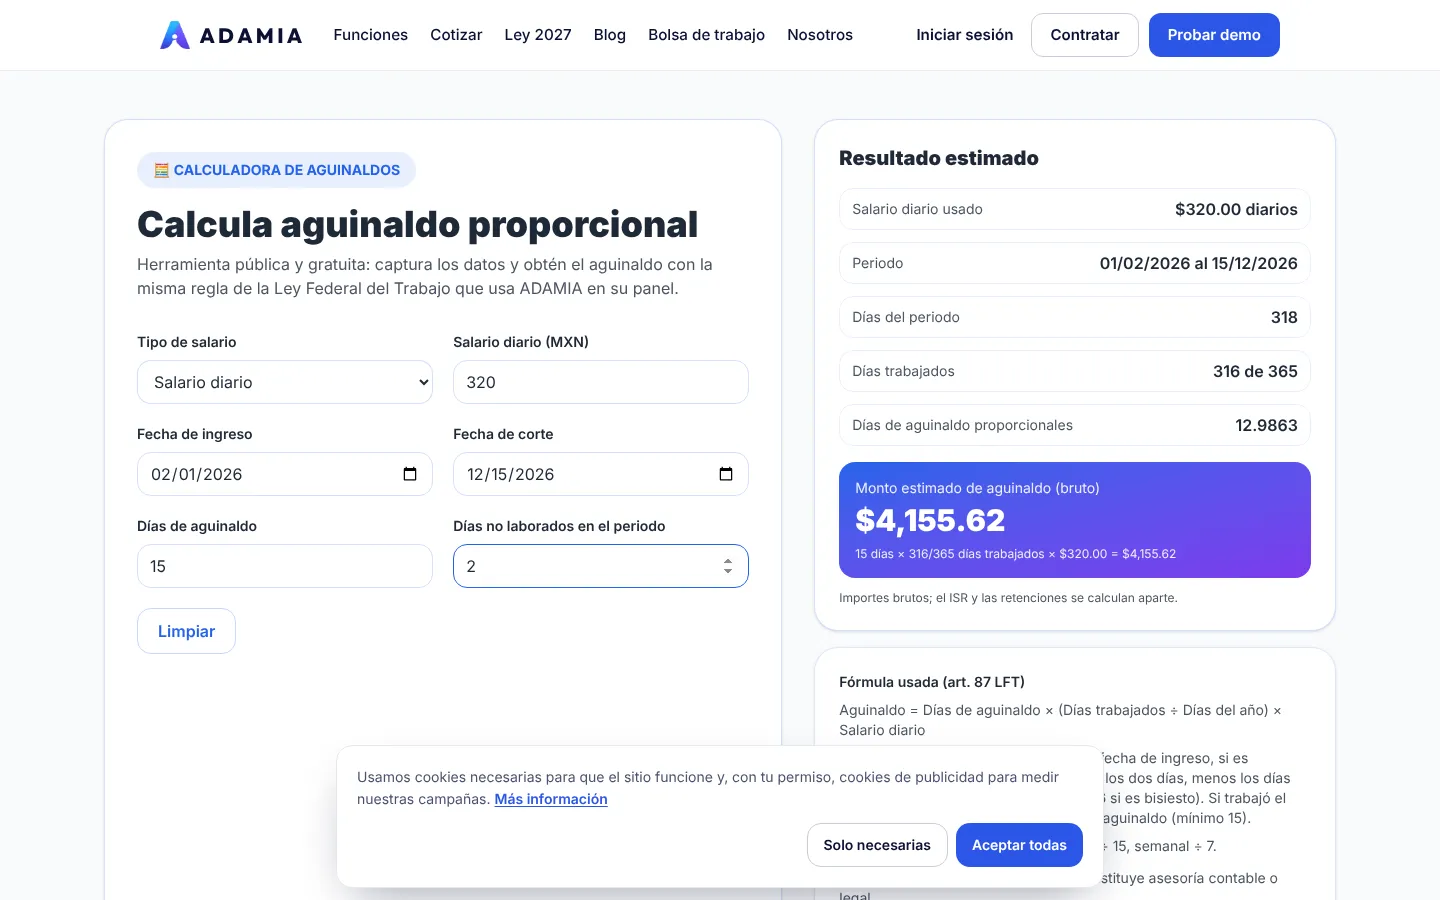 ADAMIA
Funciones
Cotizar
Ley 2027
Blog
Bolsa de trabajo
Nosotros
Iniciar sesión
Contratar
Probar demo
🧮 CALCULADORA DE AGUINALDOS
Calcula aguinaldo proporcional
Herramienta pública y gratuita: captura los datos y obtén el aguinaldo con la
misma regla de la Ley Federal del Trabajo que usa ADAMIA en su panel.
Tipo de salario
Salario diario
Salario diario (MXN)
320
Fecha de ingreso
02/01/2026
Fecha de corte
12/15/2026
Días de aguinaldo
15
Días no laborados en el periodo
2
Limpiar
Resultado estimado
Salario diario usado
$320.00 diarios
Periodo
01/02/2026 al 15/12/2026
Días del periodo
318
Días trabajados
316 de 365
Días de aguinaldo proporcionales
12.9863
Monto estimado de aguinaldo (bruto)
$4,155.62
15 días × 316/365 días trabajados × $320.00 = $4,155.62
Importes brutos; el ISR y las retenciones se calculan aparte.
Fórmula usada (art. 87 LFT)
Aguinaldo = Días de aguinaldo × (Días trabajados ÷ Días del año) ×
Salario diario
fecha de ingreso, si es
los dos días, menos los días
si es bisiesto). Si trabajó el
aguinaldo (mínimo 15).
÷ 15, semanal ÷ 7.
contable o
legal
Usamos cookies necesarias para que el sitio funcione y, con tu permiso, cookies de publicidad para medir
nuestras campañas. Más información
Solo necesarias
Aceptar todas